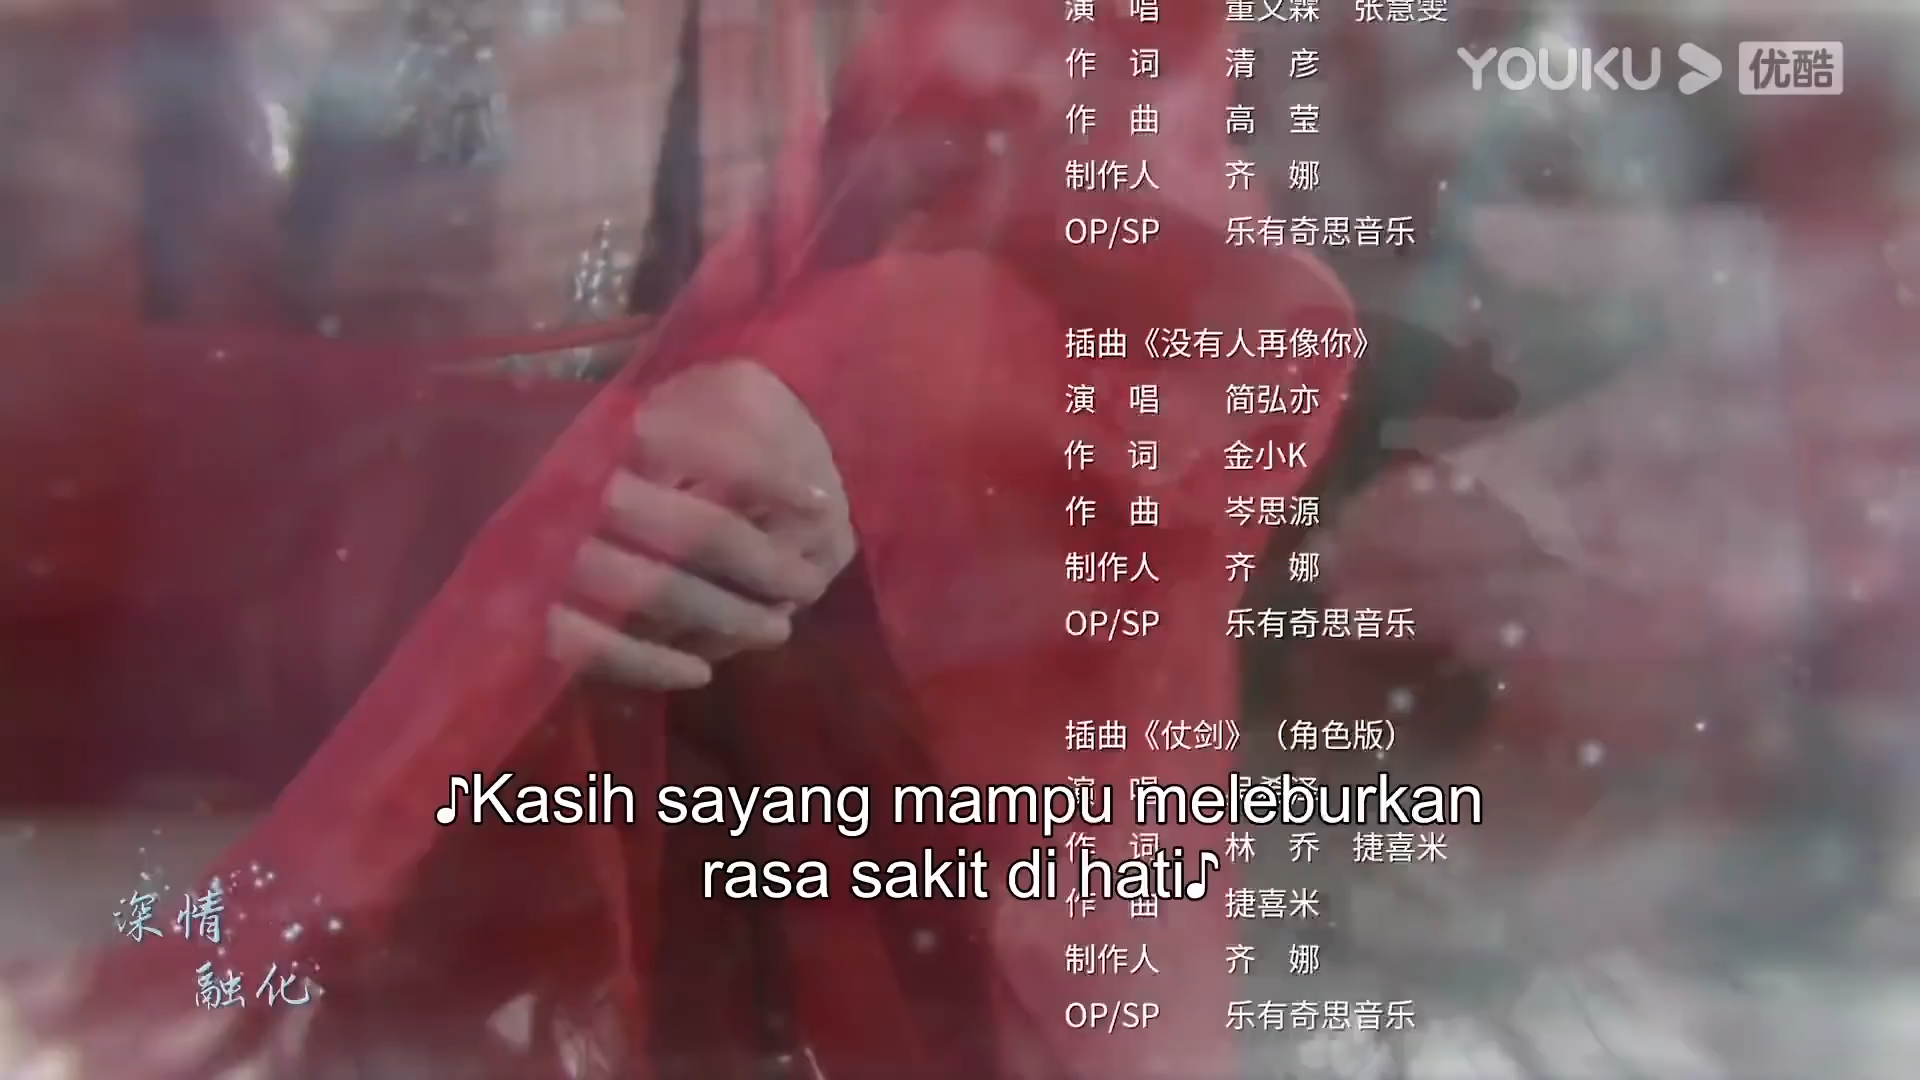 演 唱 董又霖 张意雯
YOUKU 优酷
作 词 清 彦
作 曲 高 莹
制作人 齐 娜
OP/SP 乐有奇思音乐
插曲《没有人再像你》
演 唱 简弘亦
作 词 金小K
作 曲 岑思源
制作人 齐 娜
OP/SP 乐有奇思音乐
插曲《仗剑》（角色版）
演 唱
♪Kasih sayang mampu meleburkan
作 词 林 乔 捷喜米
rasa sakit di hati♪
作 曲 捷喜米
制作人 齐 娜
OP/SP 乐有奇思音乐
深情
融化